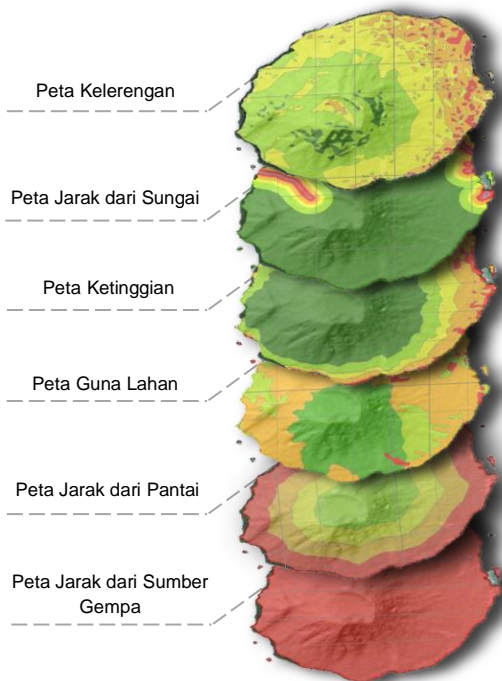 Peta Kelerengan
Peta Jarak dari Sungai
Peta Ketinggian
Peta Guna Lahan
Peta Jarak dari Pantai
Peta Jarak dari Sumber
Gempa